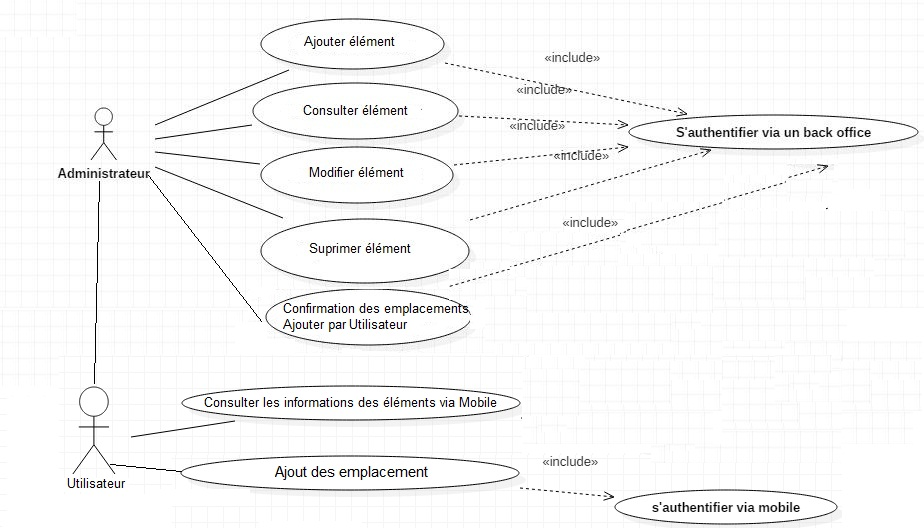 Ajouter élément
«include»
Consulter élément
«include»
«include»
S'authentifier via un back office
Administrateur
Modifier élément
«include»
Suprimer élément
«include»
Confirmation des emplacements
Ajouter par Utilisateur
Consulter les informations des éléments via Mobile
Utilisateur
Ajout des emplacement
«include»
s'authentifier via mobile